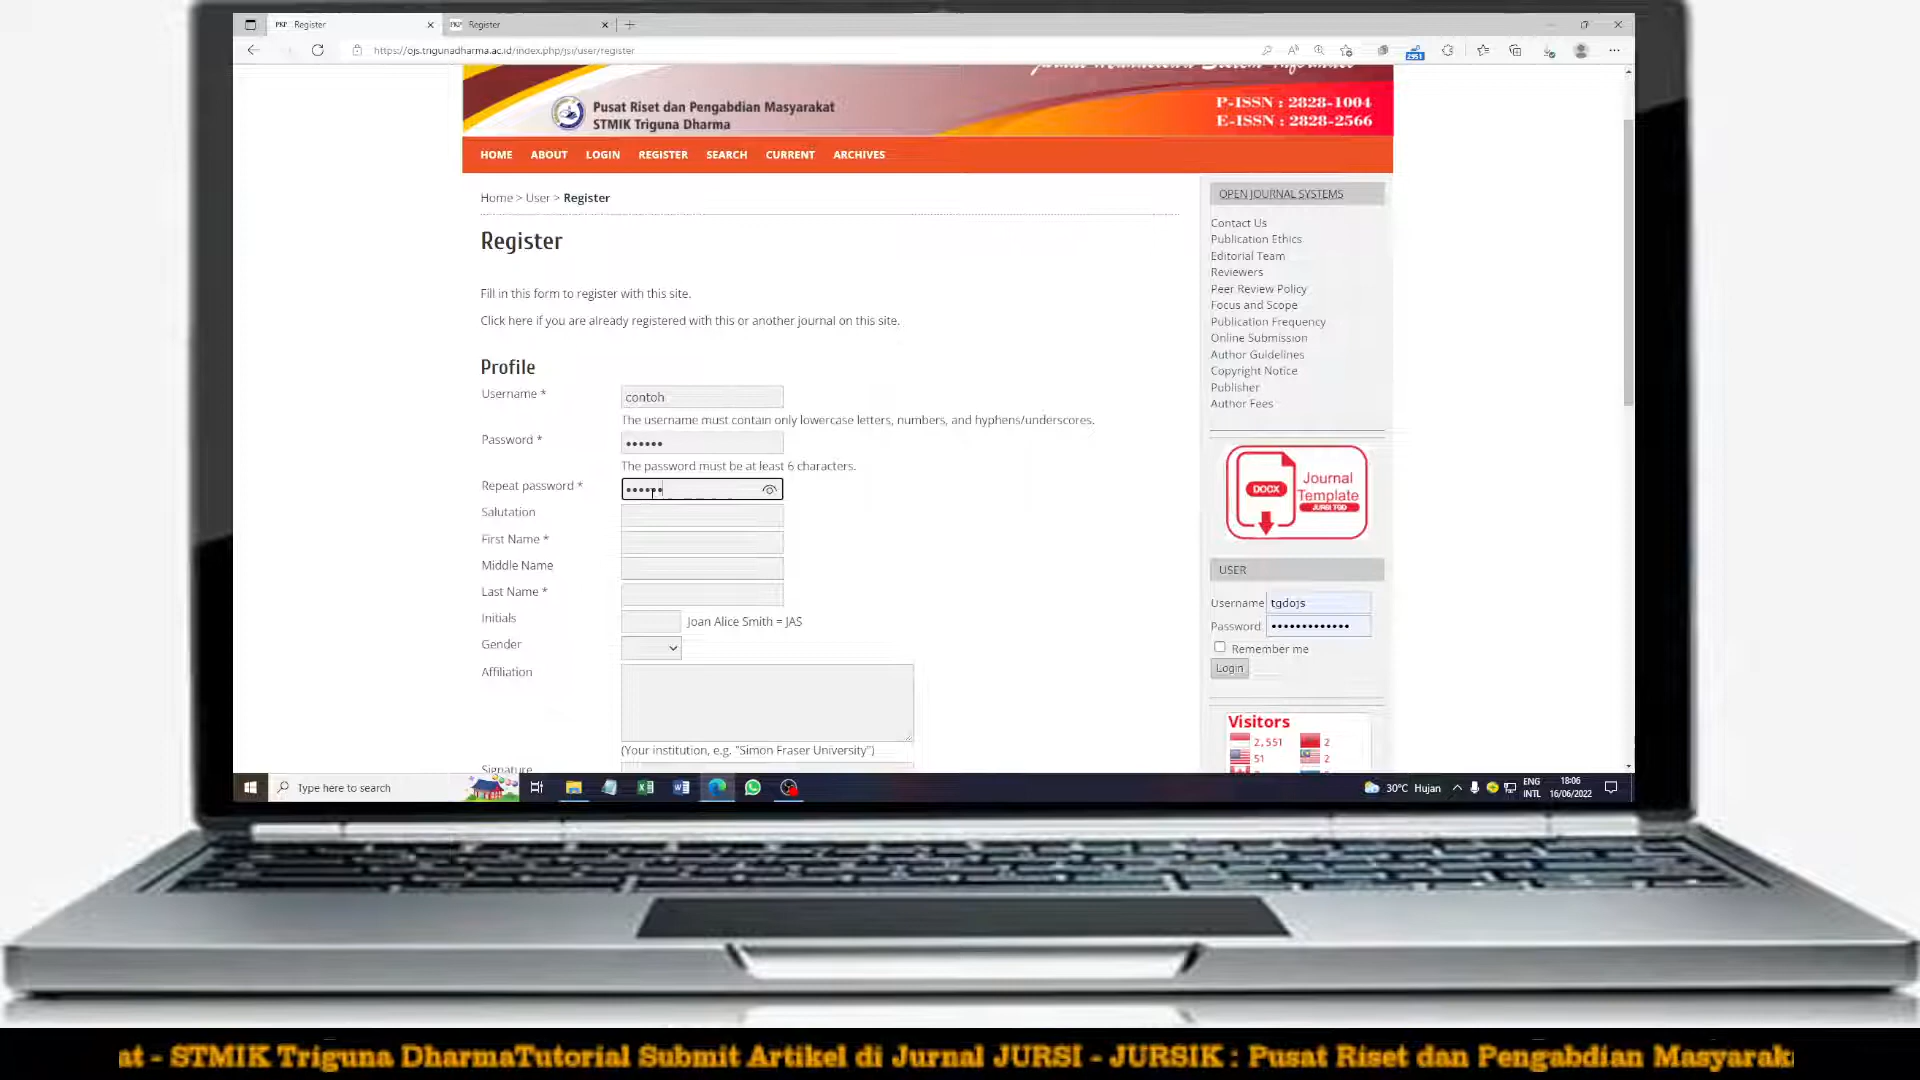 Register
Register
https://ojs.trigunadharma.ac.id/index.php/jsi/user/register
2951
Pusat Riset dan Pengabdian Masyarakat
STMIK Triguna Dharma
P-ISSN : 2828-1004
E-ISSN : 2828-2566
HOME ABOUT LOGIN REGISTER SEARCH CURRENT ARCHIVES
Home > User > Register
Register
Fill in this form to register with this site.
Click here if you are already registered with this or another journal on this site.
Profile
Username * contoh
The username must contain only lowercase letters, numbers, and hyphens/underscores.
Password * ••••••
The password must be at least 6 characters.
Repeat password * ••••••
Salutation
First Name *
Middle Name
Last Name *
Initials Joan Alice Smith = JAS
Gender
Affiliation
(Your institution, e.g. "Simon Fraser University")
Signature
OPEN JOURNAL SYSTEMS
Contact Us
Publication Ethics
Editorial Team
Reviewers
Peer Review Policy
Focus and Scope
Publication Frequency
Online Submission
Author Guidelines
Copyright Notice
Publisher
Author Fees
DOCX
Journal
Template
JURSI TGD
USER
Username tgdojs
Password •••••••••••••
Remember me
Login
Visitors
2,551 2
51 2
Type here to search
30°C Hujan
ENG
INTL
18:06
16/06/2022
at - STMIK Triguna DharmaTutorial Submit Artikel di Jurnal JURSI - JURSIK : Pusat Riset dan Pengabdian Masyarak